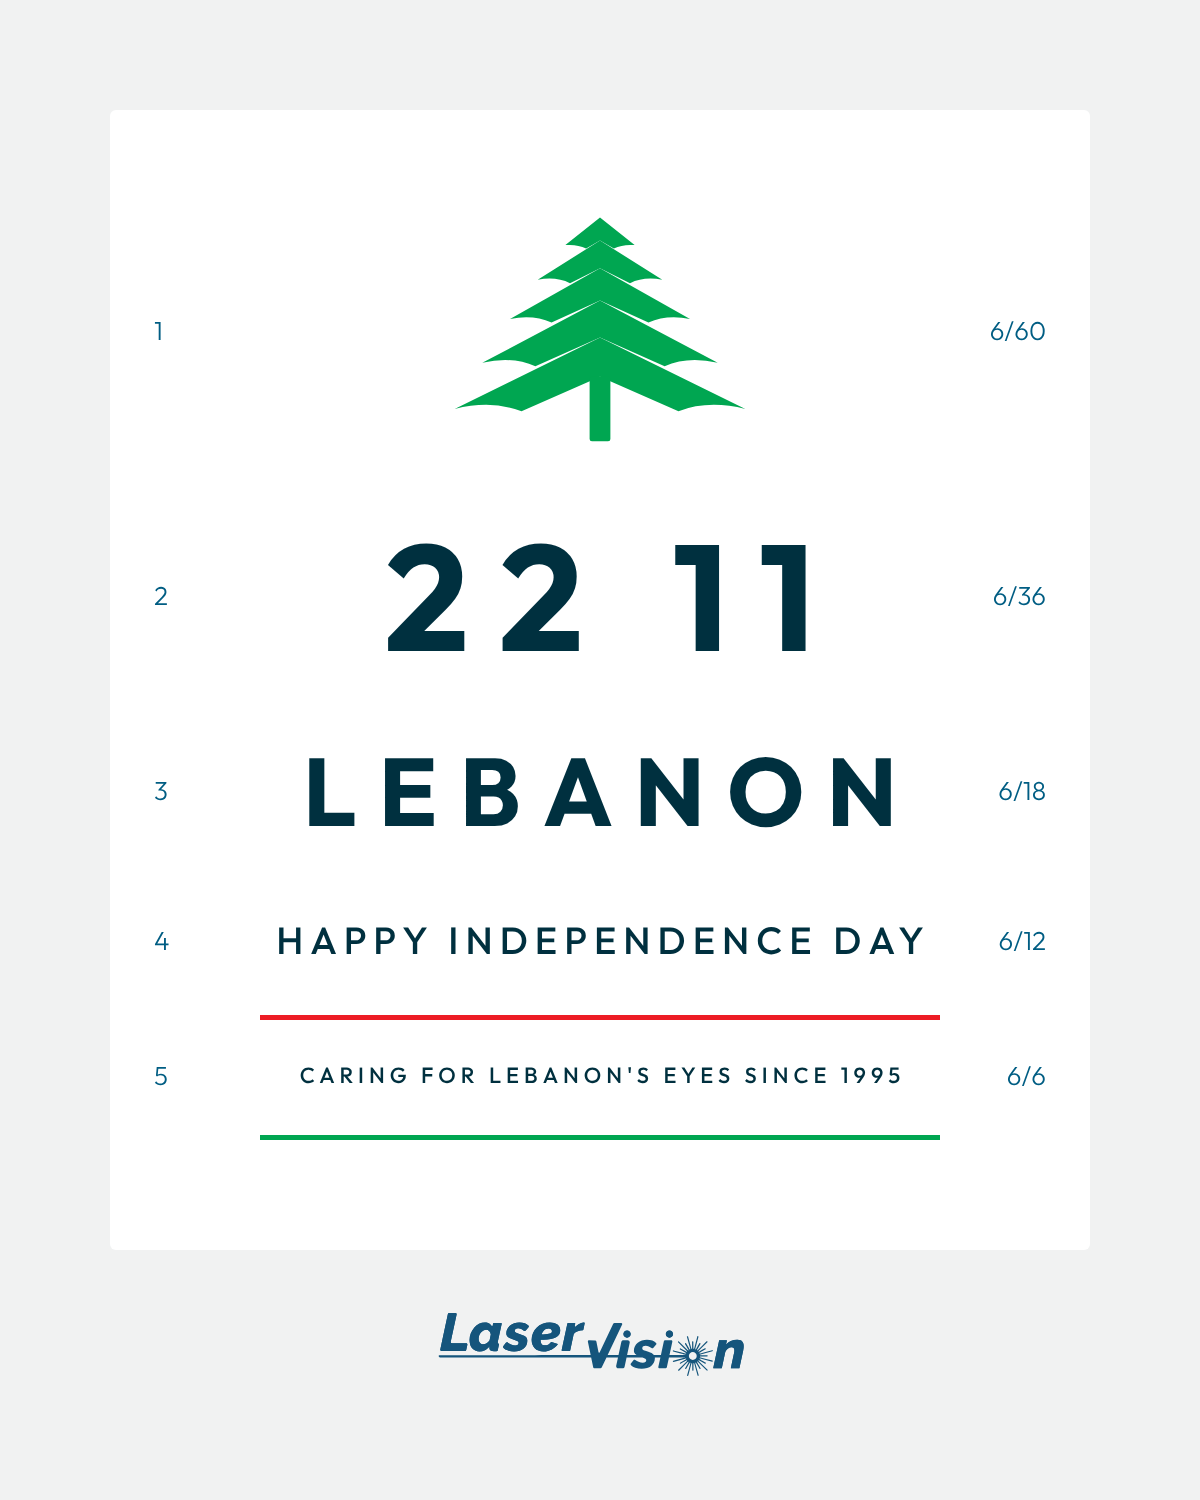 1 6/60
2 22 11 6/36
3 LEBANON 6/18
4 HAPPY INDEPENDENCE DAY 6/12
5 CARING FOR LEBANON'S EYES SINCE 1995 6/6
Laser Vision